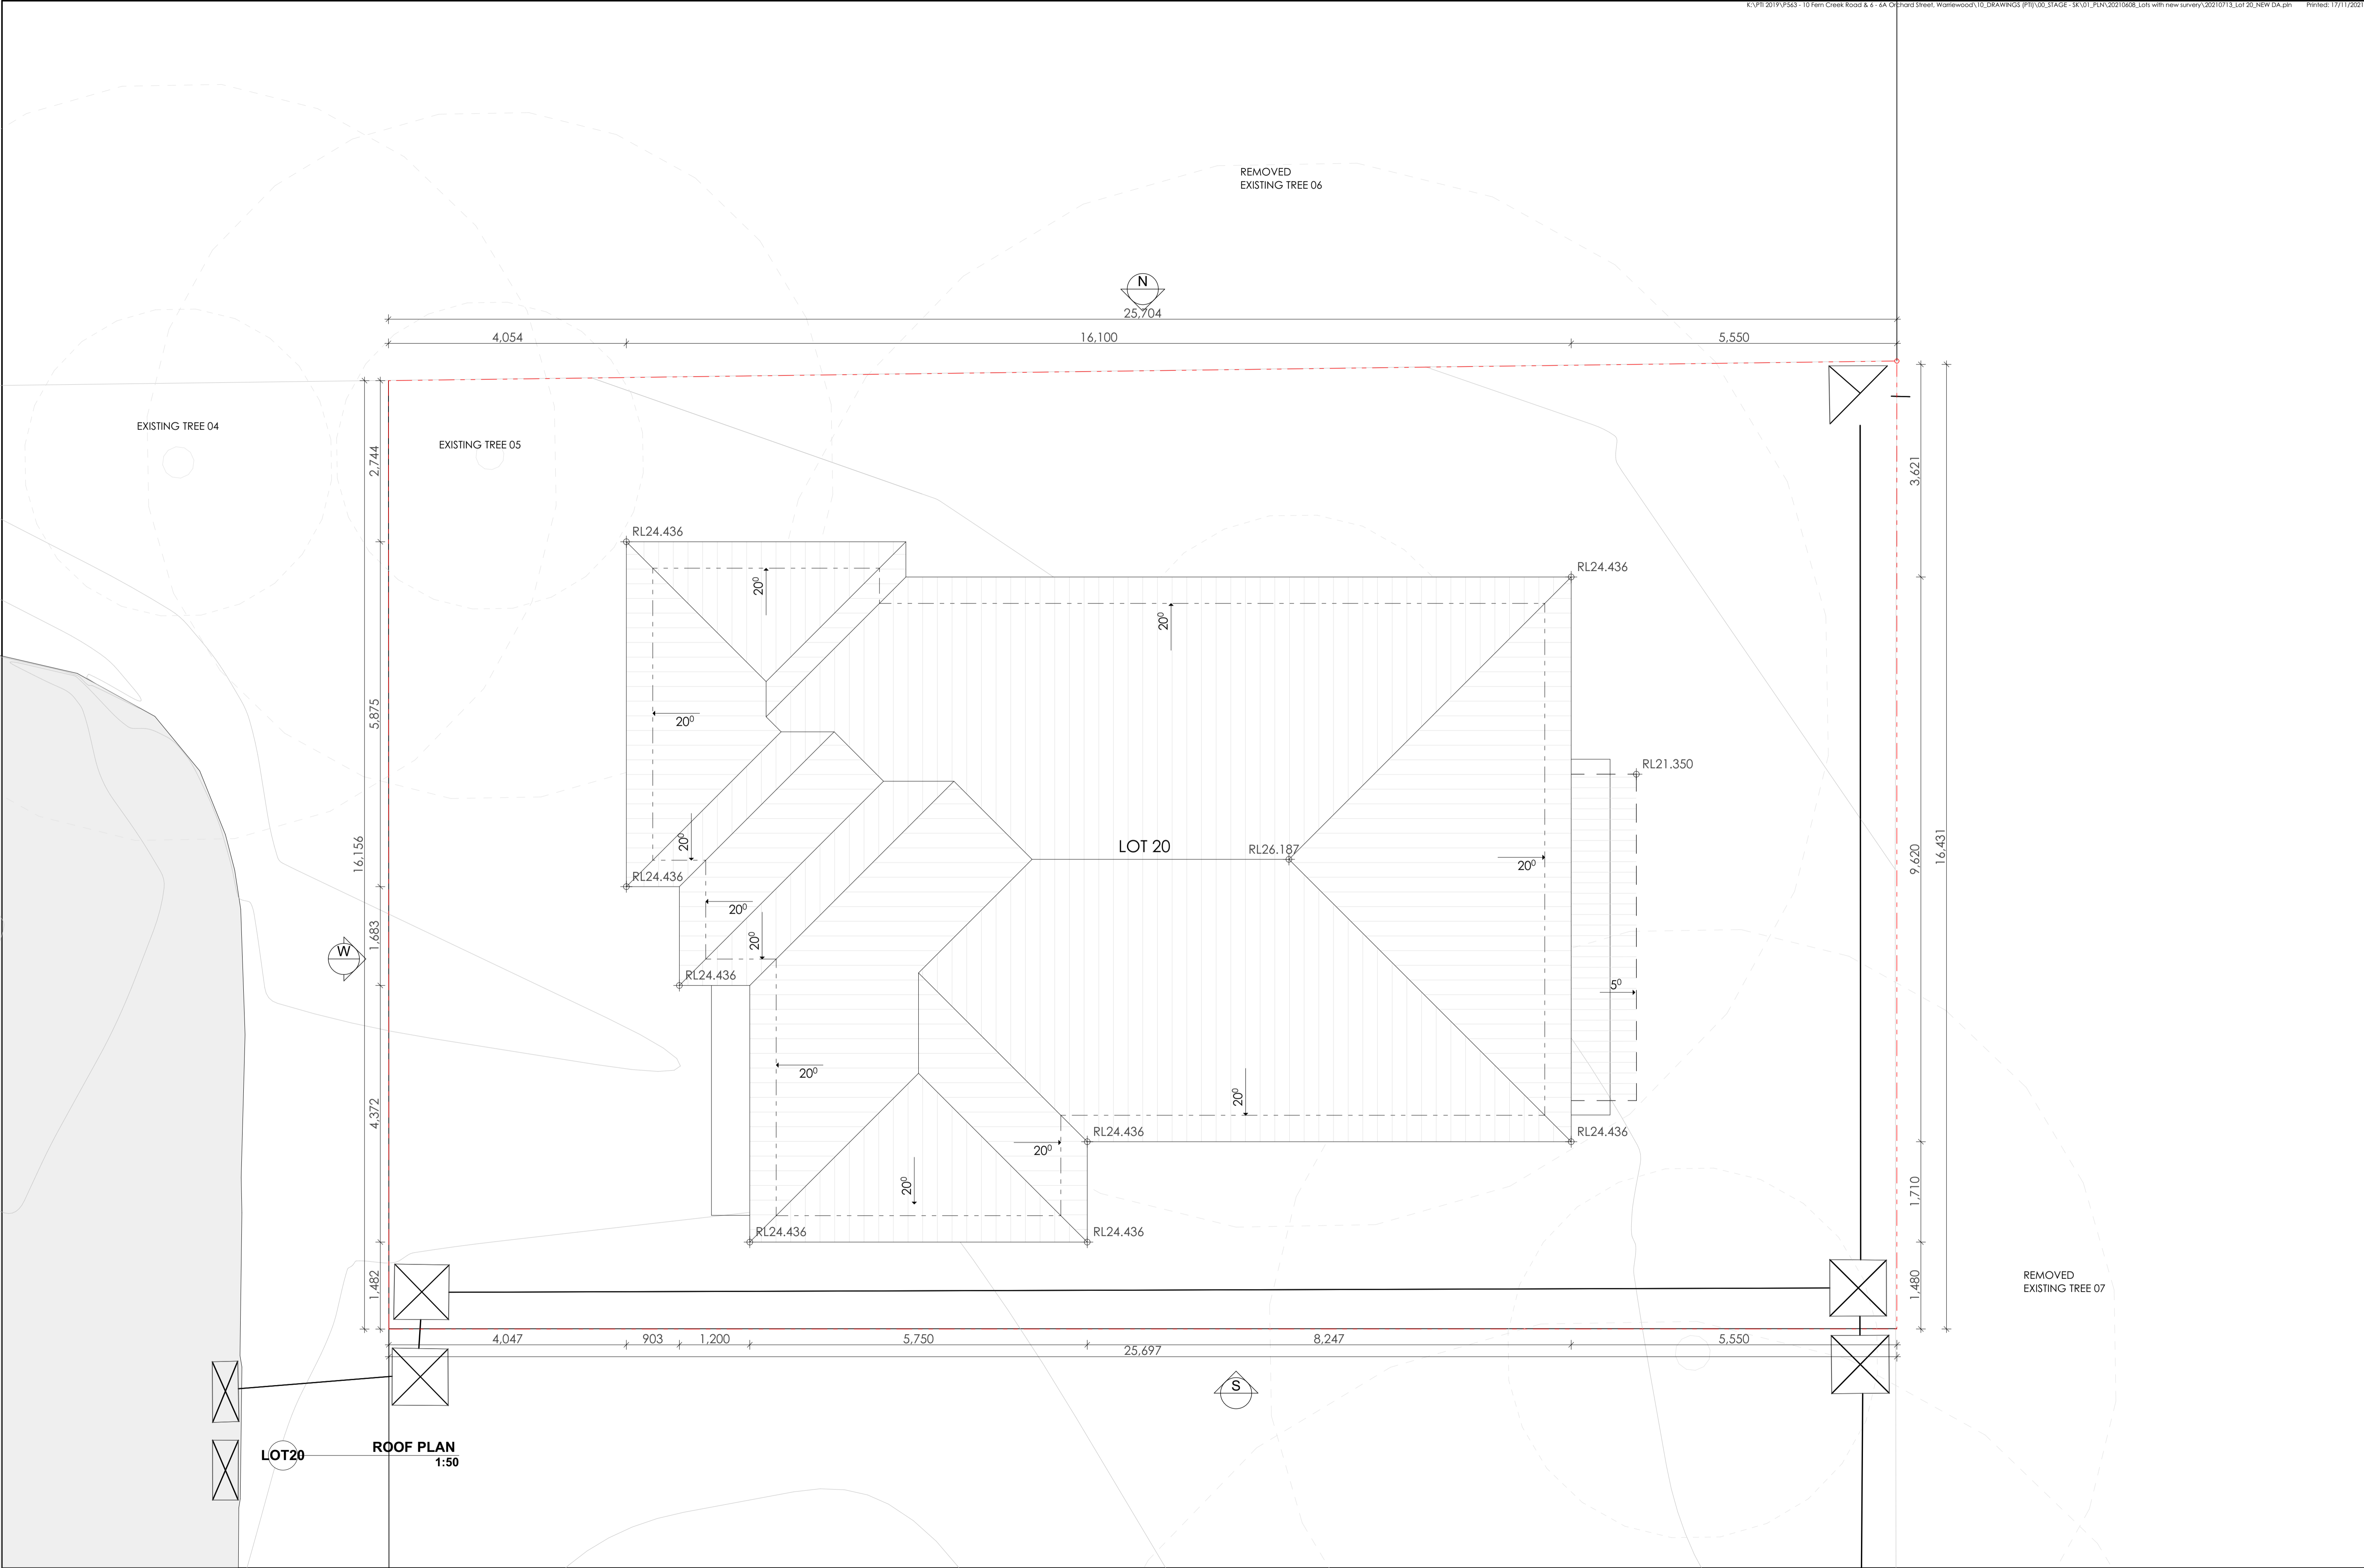 K:\PTI 2019\P563 - 10 Fern Creek Road & 6 - 6A Orchard Street, Warriewood\10_DRAWINGS (PTI)\00_STAGE - SK\01_PLN\20210608_Lots with new survery\20210713_Lot 20_NEW DA.pln Printed: 17/11/2021
REMOVED
EXISTING TREE 06
N
25,704
4,054 16,100 5,550
EXISTING TREE 04
EXISTING TREE 05
2,744
3,621
RL24.436
RL24.436
20⁰
20⁰
5,875
20⁰
RL21.350
16,156
20⁰
LOT 20
RL26.187
20⁰
9,620
16,431
RL24.436
20⁰
1,683
W
20⁰
RL24.436
5⁰
20⁰
4,372
20⁰
RL24.436
RL24.436
20⁰
20⁰
1,710
RL24.436
RL24.436
1,482
1,480
REMOVED
EXISTING TREE 07
4,047 903 1,200 5,750 8,247 5,550
25,697
S
LOT20
ROOF PLAN
1:50